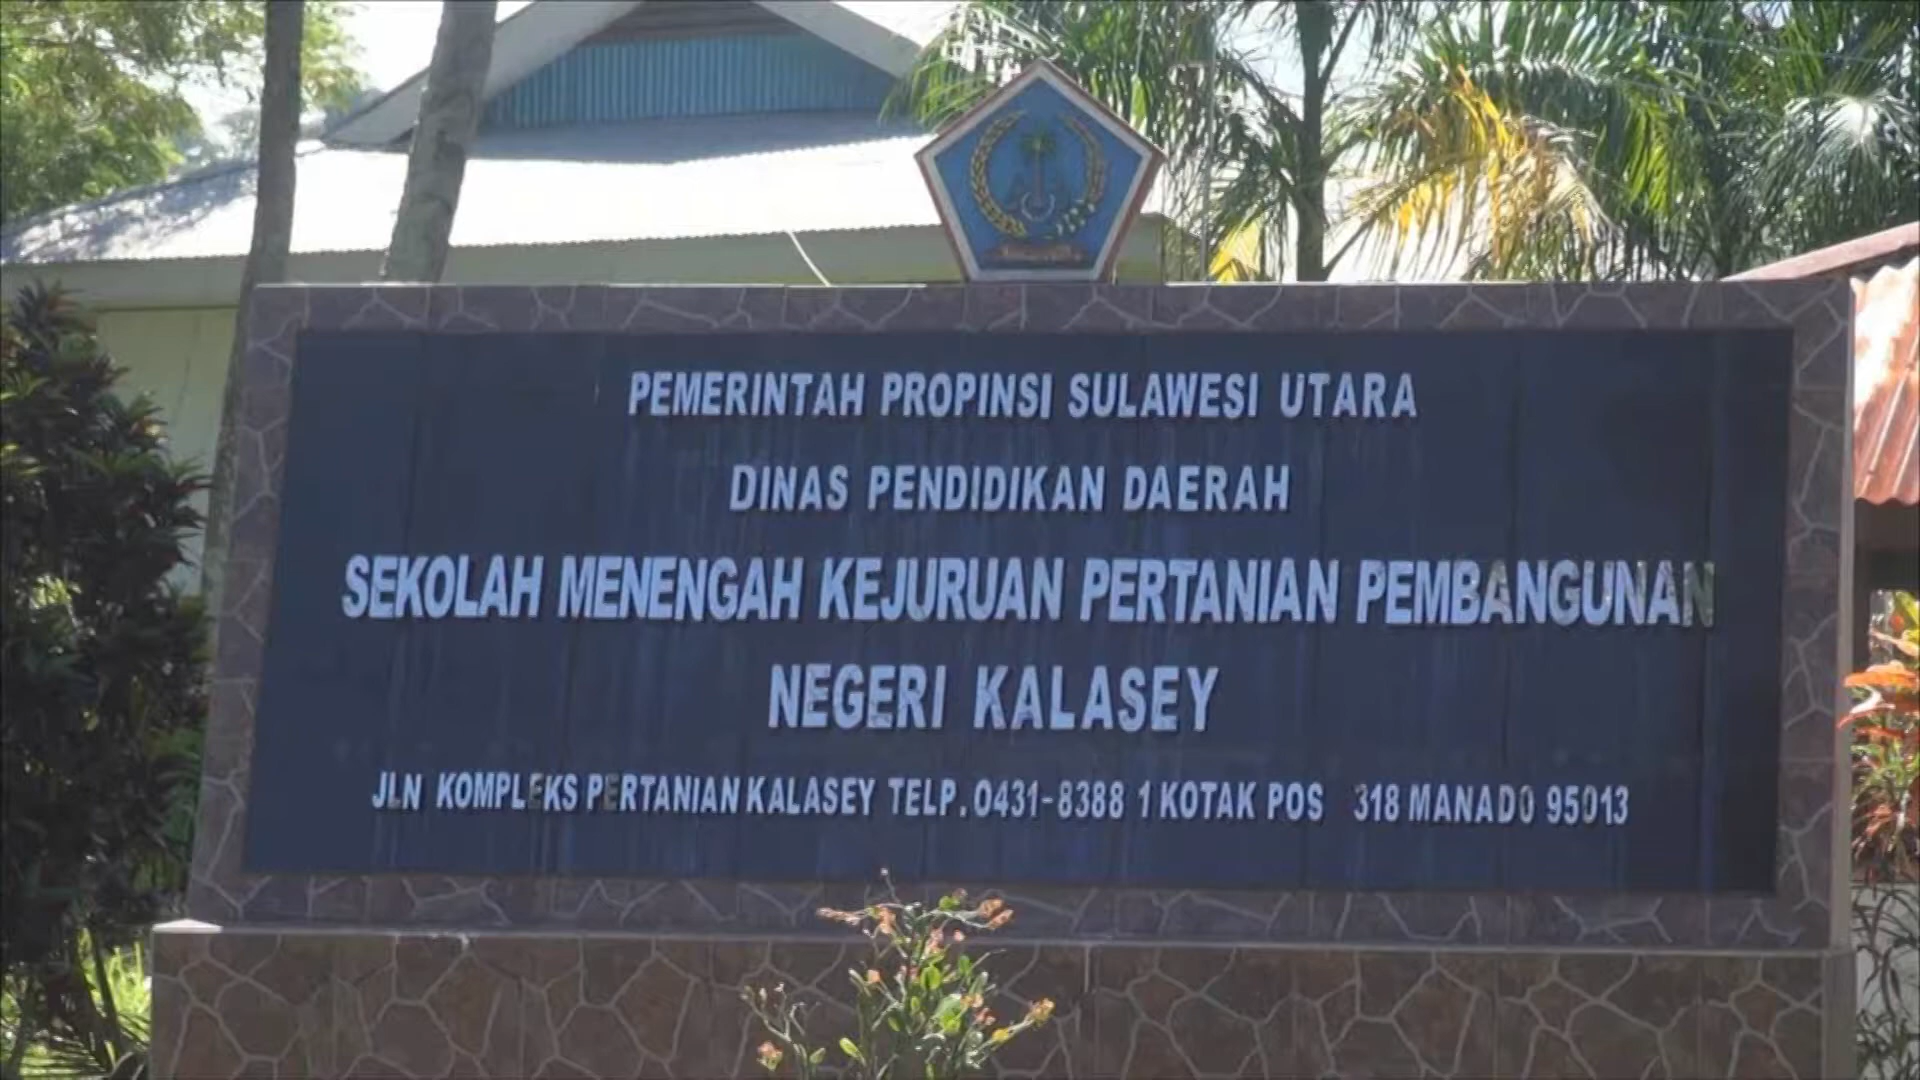 PEMERINTAH PROPINSI SULAWESI UTARA
DINAS PENDIDIKAN DAERAH
SEKOLAH MENENGAH KEJURUAN PERTANIAN PEMBANGUNAN
NEGERI KALASEY
JLN KOMPLEKS PERTANIAN KALASEY TELP. 0431-8388 1 KOTAK POS 318 MANADO 95013